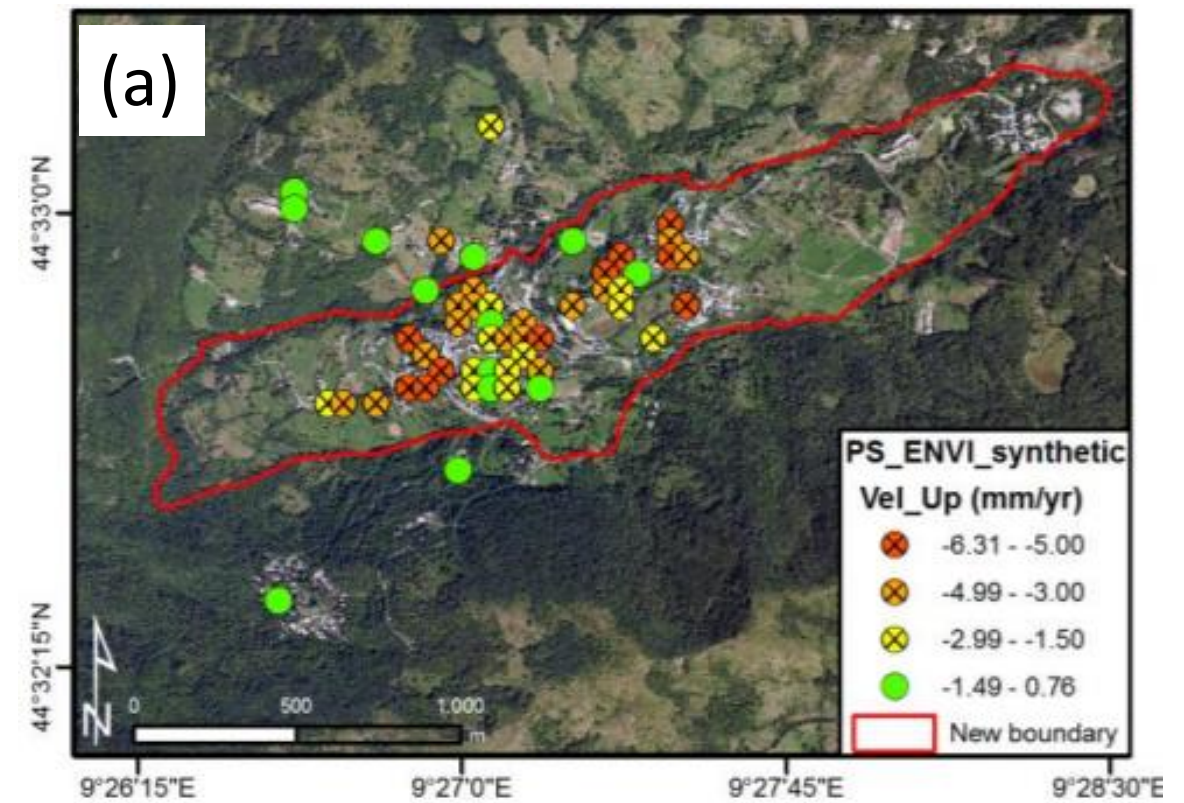 (a)
44°33'0"N
44°32'15"N
PS_ENVI_synthetic
Vel_Up (mm/yr)
-6.31 - -5.00
-4.99 - -3.00
-2.99 - -1.50
-1.49 - 0.76
New boundary
N
0 500 1.000
m
9°26'15"E 9°27'0"E 9°27'45"E 9°28'30"E